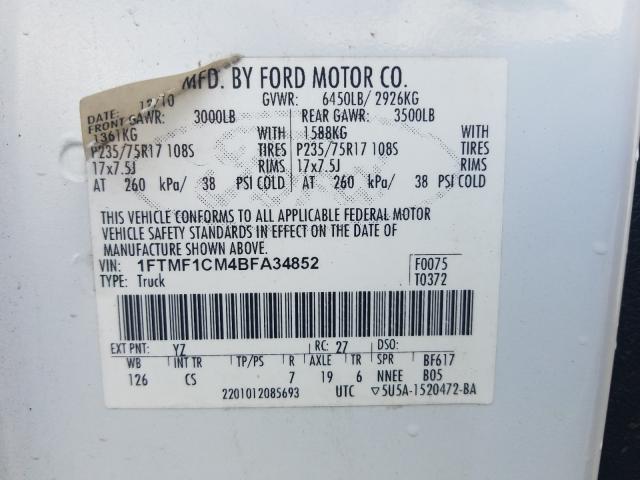 MFD. BY FORD MOTOR CO.
DATE: 12/10 GVWR: 6450LB/ 2926KG
FRONT GAWR: 3000LB REAR GAWR: 3500LB
1361KG WITH 1588KG WITH
P235/75R17 108S TIRES P235/75R17 108S TIRES
17x7.5J RIMS 17x7.5J RIMS
AT 260 kPa/ 38 PSI COLD AT 260 kPa/ 38 PSI COLD
THIS VEHICLE CONFORMS TO ALL APPLICABLE FEDERAL MOTOR
VEHICLE SAFETY STANDARDS IN EFFECT ON THE DATE OF
MANUFACTURE SHOWN ABOVE.
VIN: 1FTMF1CM4BFA34852 F0075
TYPE: Truck T0372
EXT PNT: YZ RC: 27 DSO:
WB INT TR TP/PS R AXLE TR SPR BF617
126 CS 7 19 6 NNEE B05
2201012085693 UTC ▽5U5A-1520472-BA